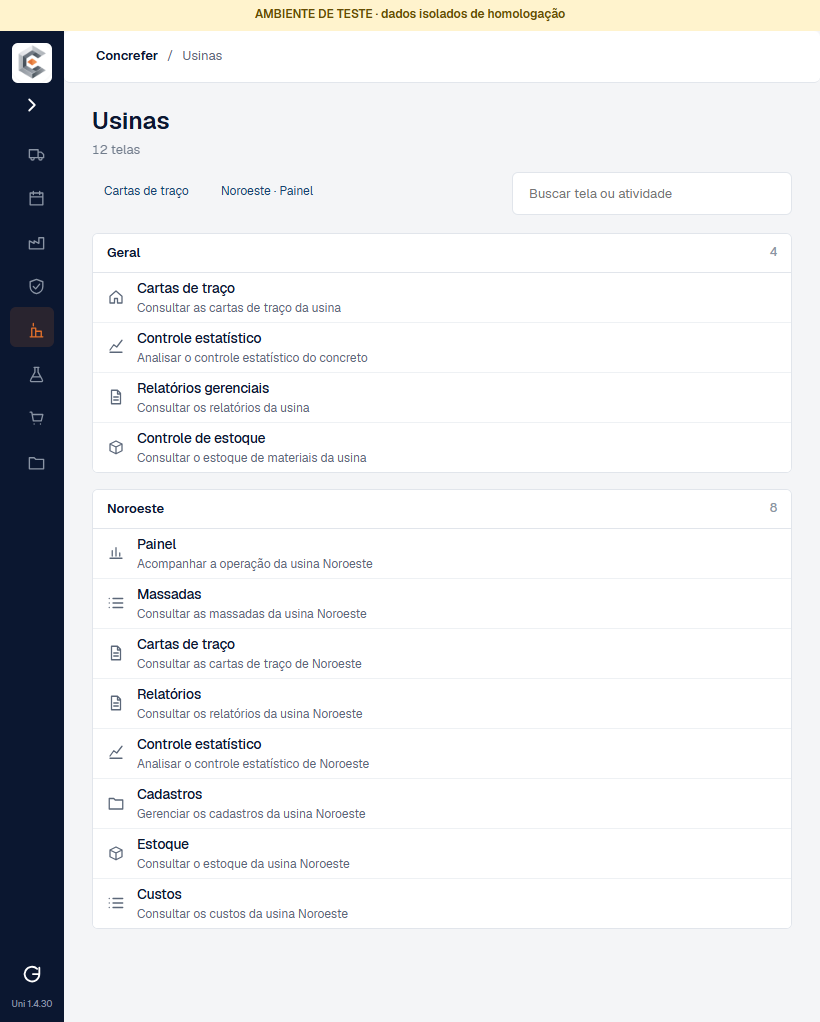 AMBIENTE DE TESTE · dados isolados de homologação
Concrefer / Usinas
Usinas
12 telas
Cartas de traço
Noroeste · Painel
Buscar tela ou atividade
Geral
4
Cartas de traço
Consultar as cartas de traço da usina
Controle estatístico
Analisar o controle estatístico do concreto
Relatórios gerenciais
Consultar os relatórios da usina
Controle de estoque
Consultar o estoque de materiais da usina
Noroeste
8
Painel
Acompanhar a operação da usina Noroeste
Massadas
Consultar as massadas da usina Noroeste
Cartas de traço
Consultar as cartas de traço de Noroeste
Relatórios
Consultar os relatórios da usina Noroeste
Controle estatístico
Analisar o controle estatístico de Noroeste
Cadastros
Gerenciar os cadastros da usina Noroeste
Estoque
Consultar o estoque da usina Noroeste
Custos
Consultar os custos da usina Noroeste
Uni 1.4.30